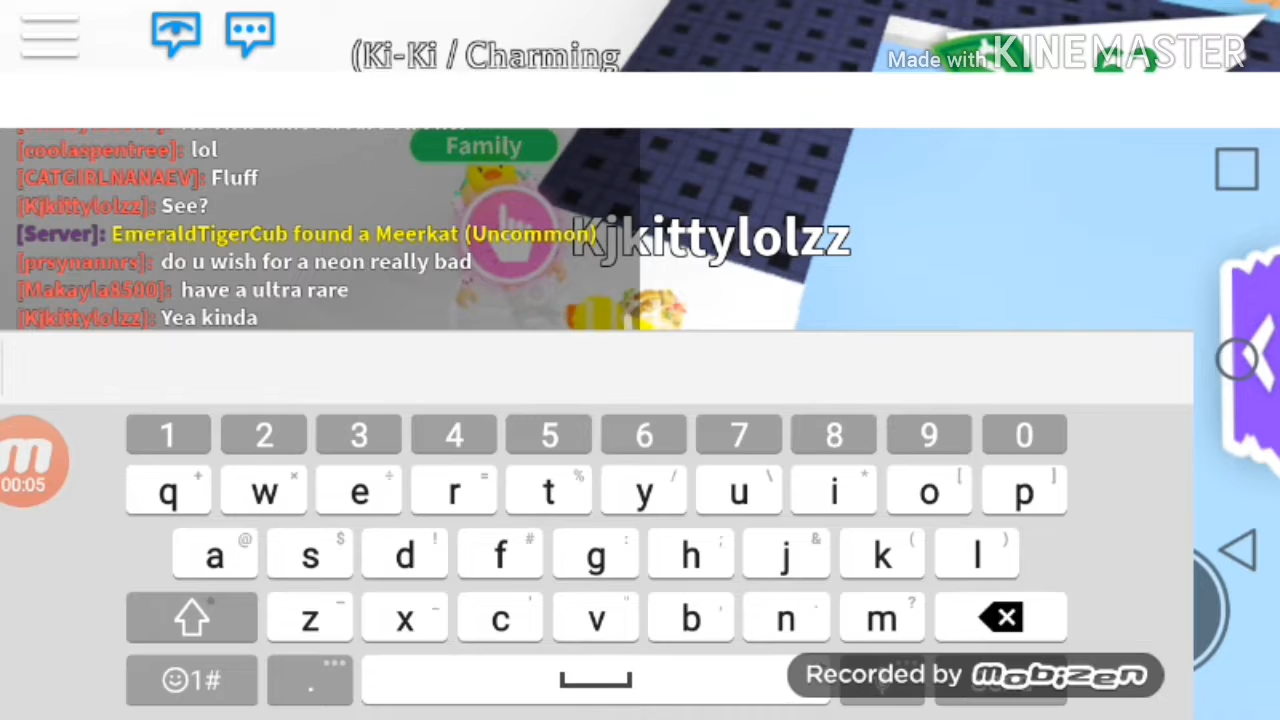 (Ki-Ki / Charming
Made with KINEMASTER
[coolaspentree]: lol
Family
[CATGIRLNANAEV]: Fluff
[Kjkittylolzz]: See?
[Server]: EmeraldTigerCub found a Meerkat (Uncommon)
Kjkittylolzz
[prsynannrs]: do u wish for a neon really bad
[Makayla8500]: have a ultra rare
[Kjkittylolzz]: Yea kinda
1 2 3 4 5 6 7 8 9 0
q w e r t y u i o p
00:05
a s d f g h j k l
z x c v b n m
1# .
Recorded by mobizen